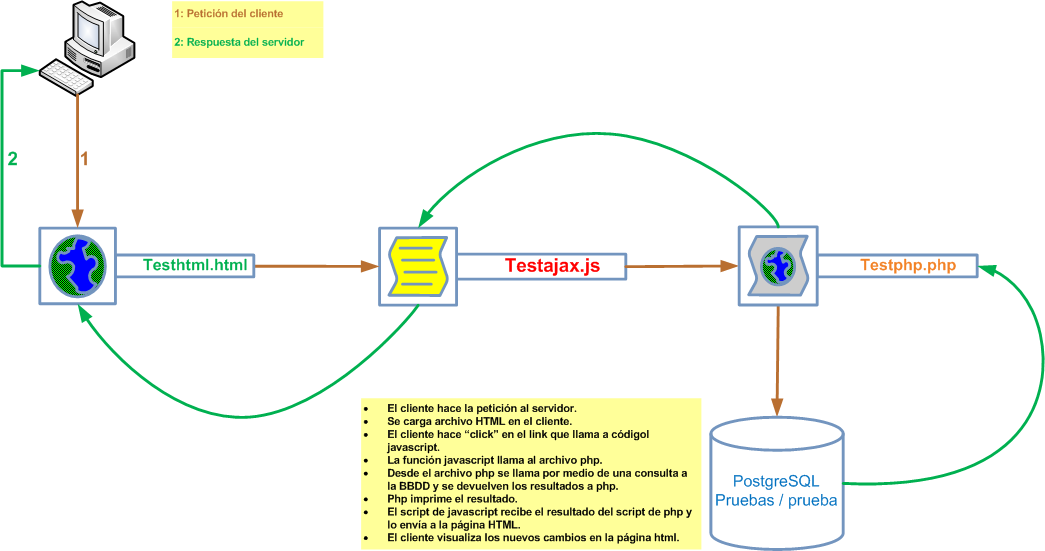 1: Petición del cliente
2: Respuesta del servidor
2
1
Testhtml.html
Testajax.js
Testphp.php
• El cliente hace la petición al servidor.
• Se carga archivo HTML en el cliente.
• El cliente hace “click” en el link que llama a códigol
javascript.
• La función javascript llama al archivo php.
• Desde el archivo php se llama por medio de una consulta a
la BBDD y se devuelven los resultados a php.
• Php imprime el resultado.
• El script de javascript recibe el resultado del script de php y
lo envía a la página HTML.
• El cliente visualiza los nuevos cambios en la página html.
PostgreSQL
Pruebas / prueba